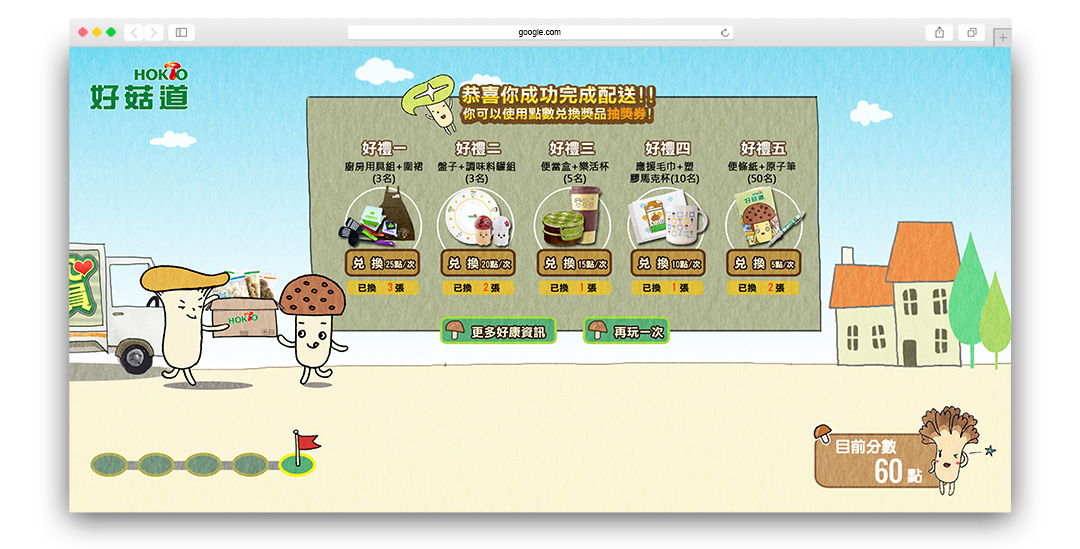 google.com
HOKTO
好菇道
恭喜你成功完成配送!!
你可以使用點數兌換獎品抽獎券!
好禮一
廚房用具組+圍裙
(3名)
兌 換 25點/次
已換 3 張
好禮二
盤子+調味料罐組
(3名)
兌 換 20點/次
已換 2 張
好禮三
便當盒+樂活杯
(5名)
兌 換 15點/次
已換 1 張
好禮四
應援毛巾+塑
膠馬克杯(10名)
兌 換 10點/次
已換 1 張
好禮五
便條紙+原子筆
(50名)
好菇道
兌 換 5點/次
已換 2 張
更多好康資訊
再玩一次
員
HOKTO
目前分數
60 點